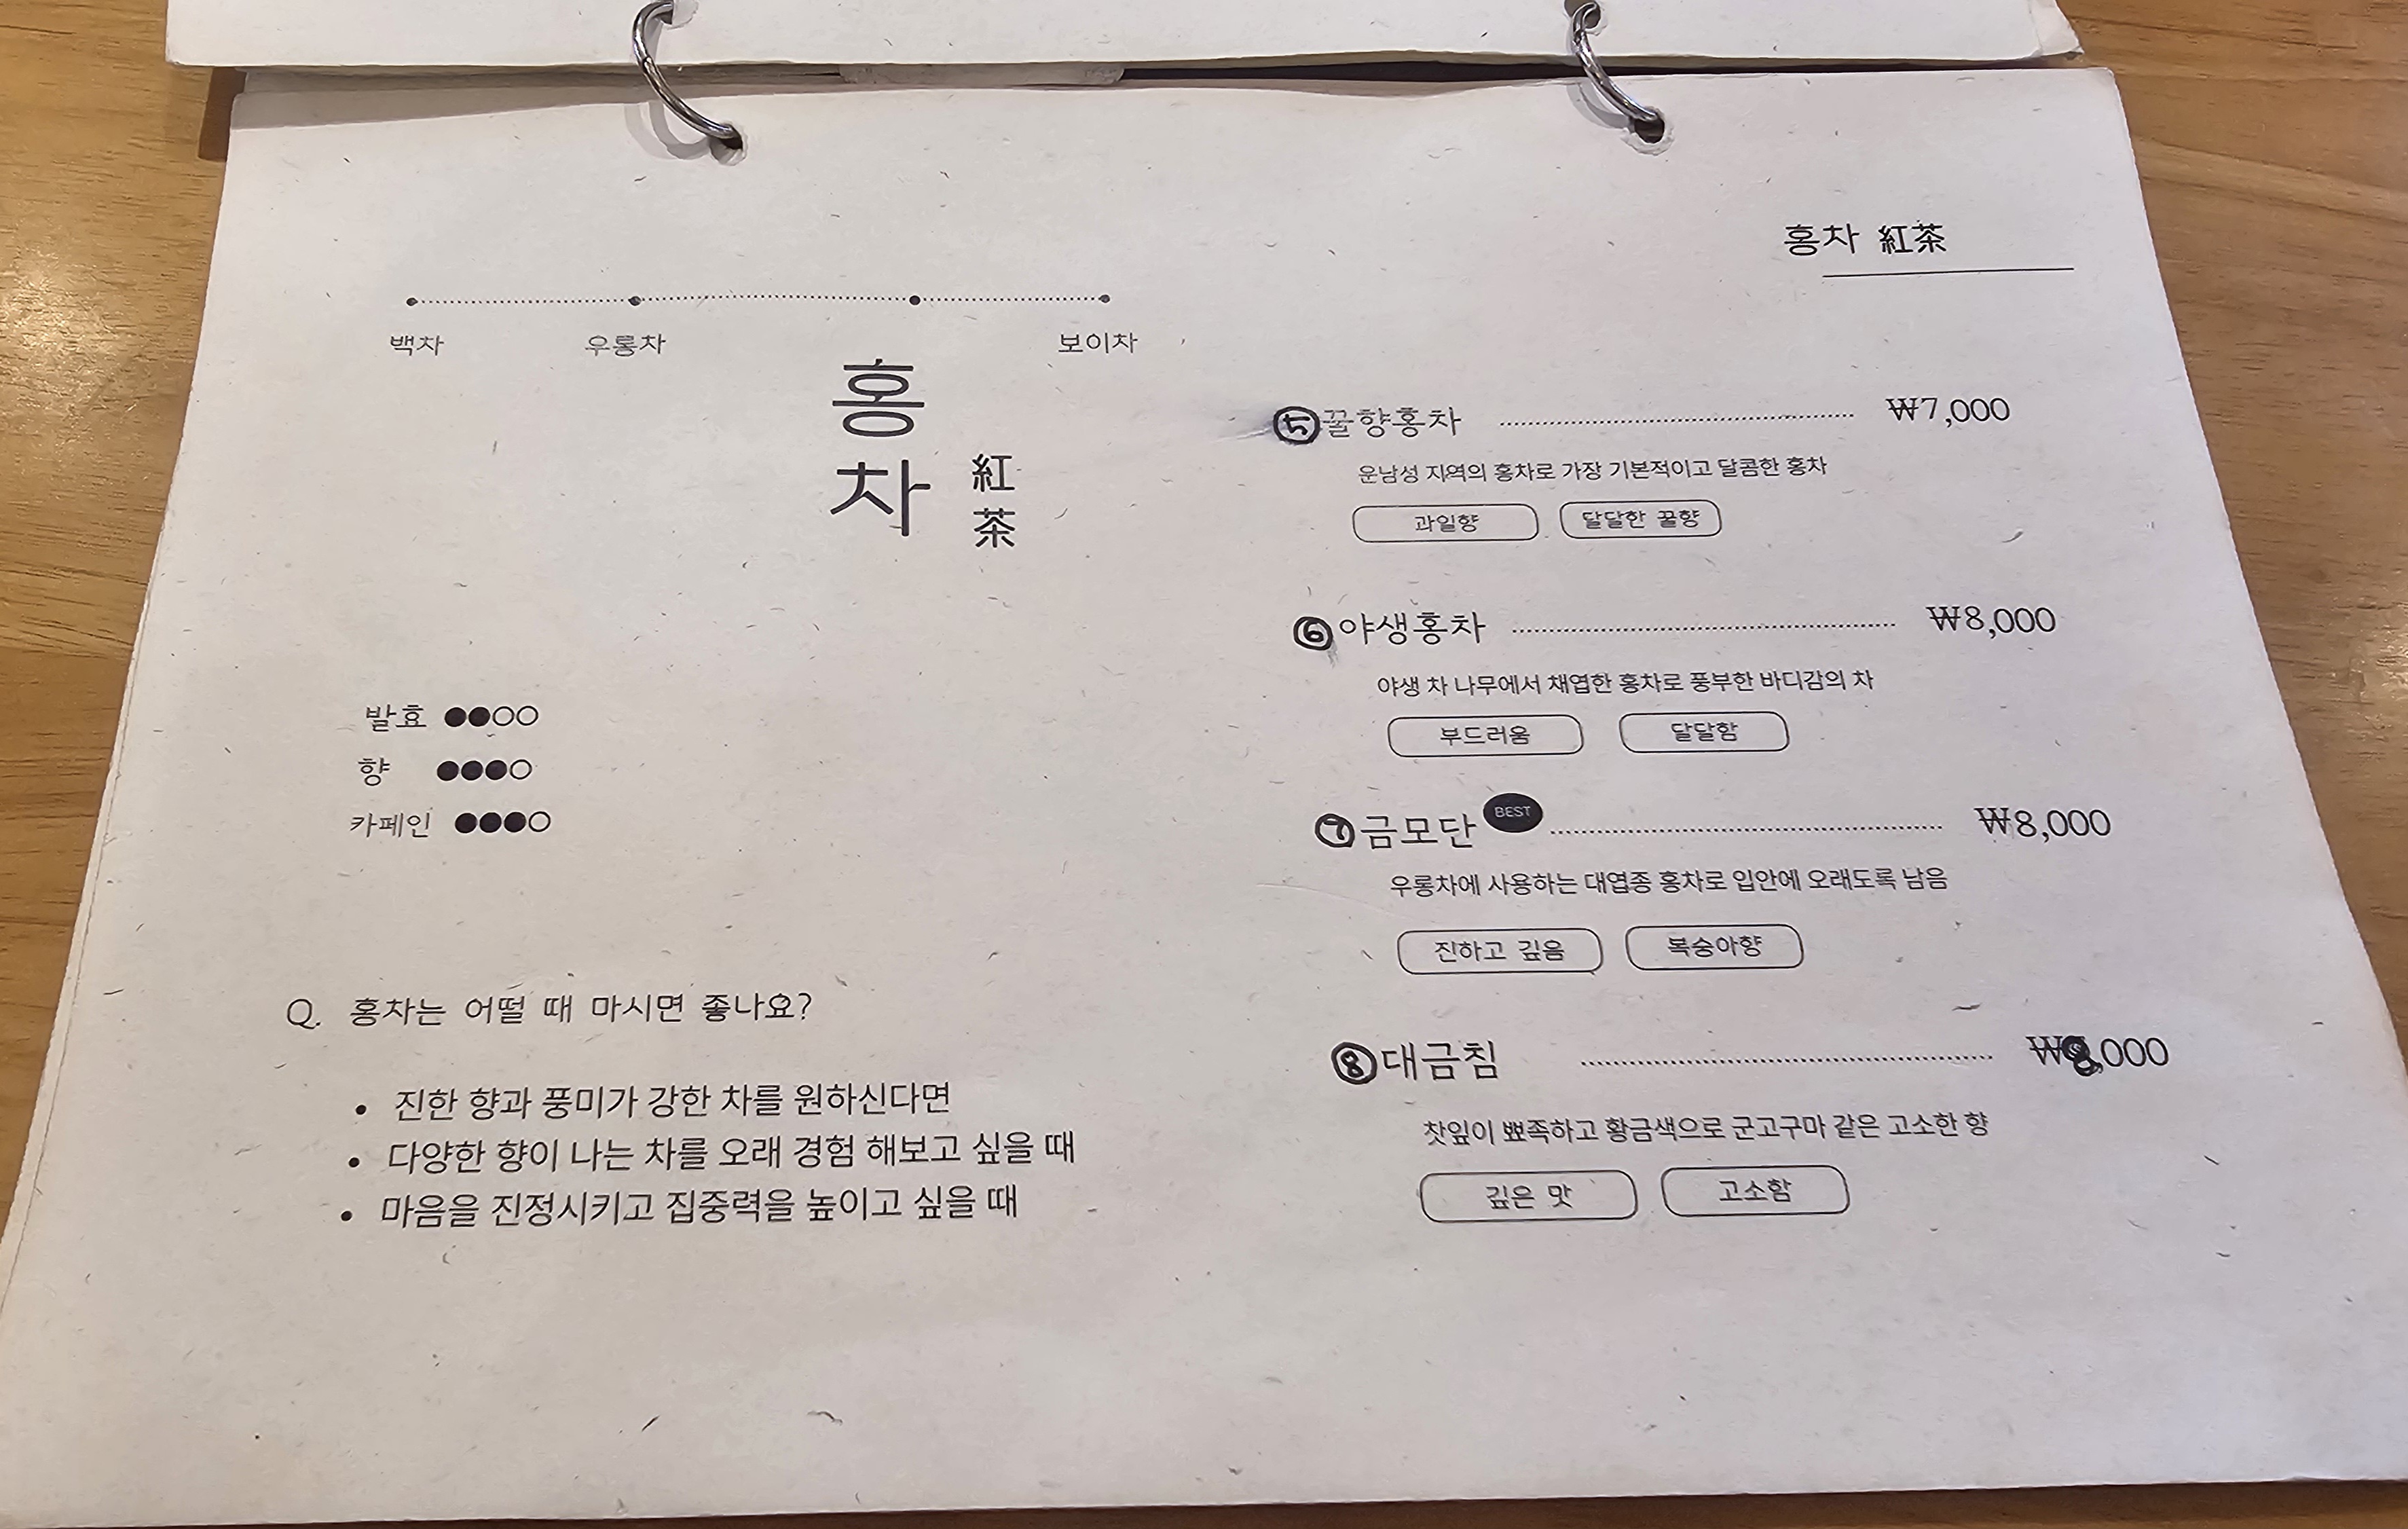 백차 우롱차 보이차
홍차
紅茶
발효 ●●○○
향 ●●●○
카페인 ●●●○
Q. 홍차는 어떨 때 마시면 좋나요?
• 진한 향과 풍미가 강한 차를 원하신다면
• 다양한 향이 나는 차를 오래 경험 해보고 싶을 때
• 마음을 진정시키고 집중력을 높이고 싶을 때
홍차 紅茶
⑤ 꿀향홍차 ₩7,000
운남성 지역의 홍차로 가장 기본적이고 달콤한 홍차
과일향 달달한 꿀향
⑥ 야생홍차 ₩8,000
야생 차 나무에서 채엽한 홍차로 풍부한 바디감의 차
부드러움 달달함
⑦ 금모단 BEST ₩8,000
우롱차에 사용하는 대엽종 홍차로 입안에 오래도록 남음
진하고 깊음 복숭아향
⑧ 대금침 ₩8,000
찻잎이 뾰족하고 황금색으로 군고구마 같은 고소한 향
깊은 맛 고소함